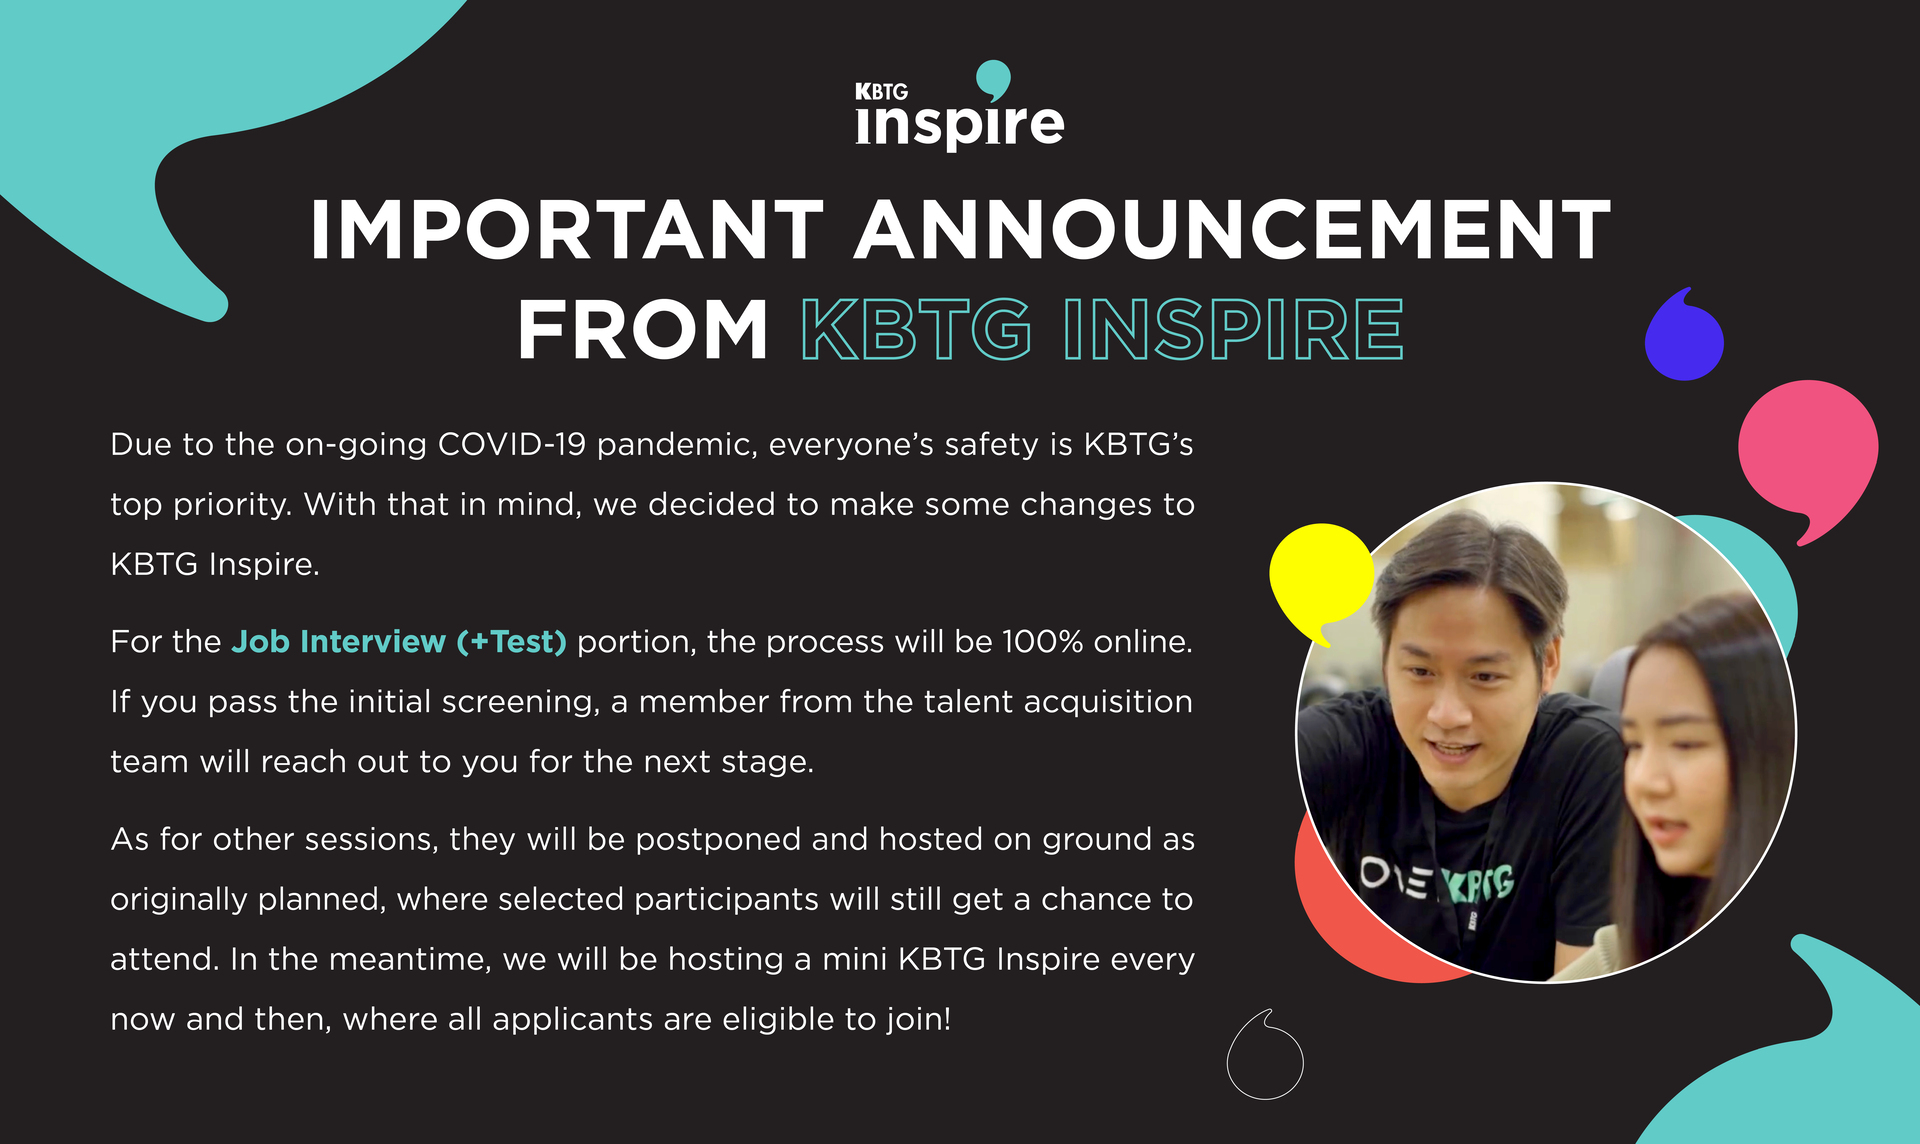 KBTG
inspire
IMPORTANT ANNOUNCEMENT
FROM KBTG INSPIRE
Due to the on-going COVID-19 pandemic, everyone’s safety is KBTG’s
top priority. With that in mind, we decided to make some changes to
KBTG Inspire.
For the Job Interview (+Test) portion, the process will be 100% online.
If you pass the initial screening, a member from the talent acquisition
team will reach out to you for the next stage.
As for other sessions, they will be postponed and hosted on ground as
originally planned, where selected participants will still get a chance to
attend. In the meantime, we will be hosting a mini KBTG Inspire every
now and then, where all applicants are eligible to join!
ONE KBTG
KBTG